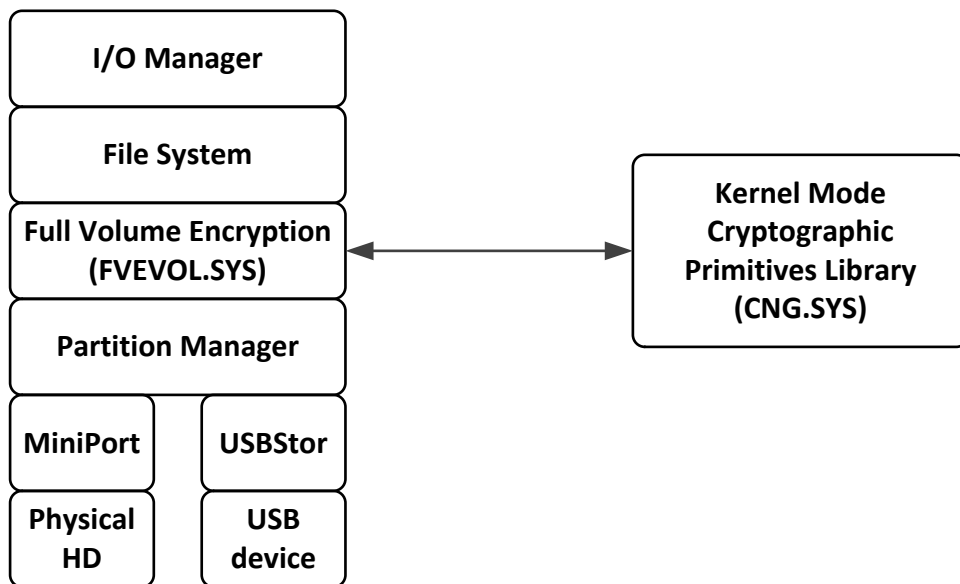 I/O Manager
File System
Full Volume Encryption
(FVEVOL.SYS)
Kernel Mode
Cryptographic
Primitives Library
(CNG.SYS)
Partition Manager
MiniPort
USBStor
Physical
HD
USB
device